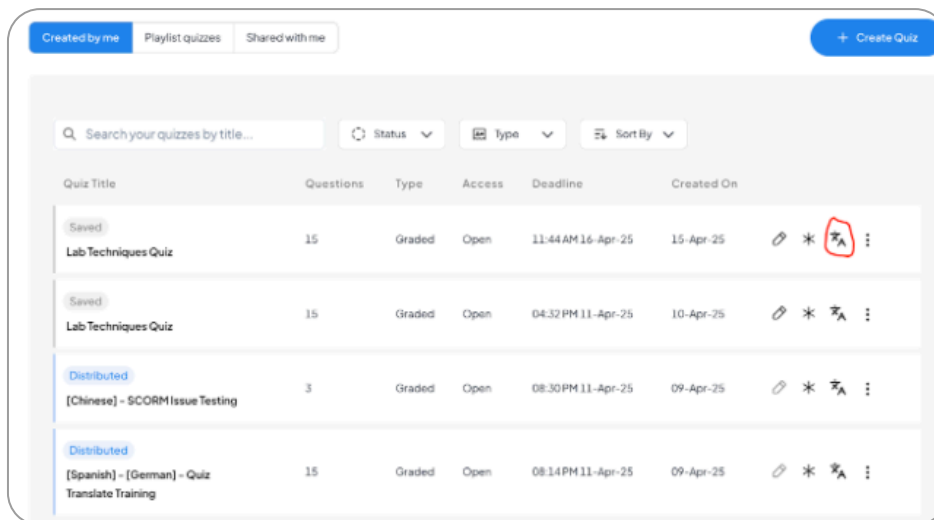 Created by me Playlist quizzes Shared with me + Create Quiz
Search your quizzes by title... Status Type Sort By
Quiz Title Questions Type Access Deadline Created On
Saved
Lab Techniques Quiz 15 Graded Open 11:44 AM 16-Apr-25 15-Apr-25
Saved
Lab Techniques Quiz 15 Graded Open 04:32 PM 11-Apr-25 10-Apr-25
Distributed
[Chinese] - SCORM Issue Testing 3 Graded Open 08:30 PM 11-Apr-25 09-Apr-25
Distributed
[Spanish] - [German] - Quiz 15 Graded Open 08:14 PM 11-Apr-25 09-Apr-25
Translate Training